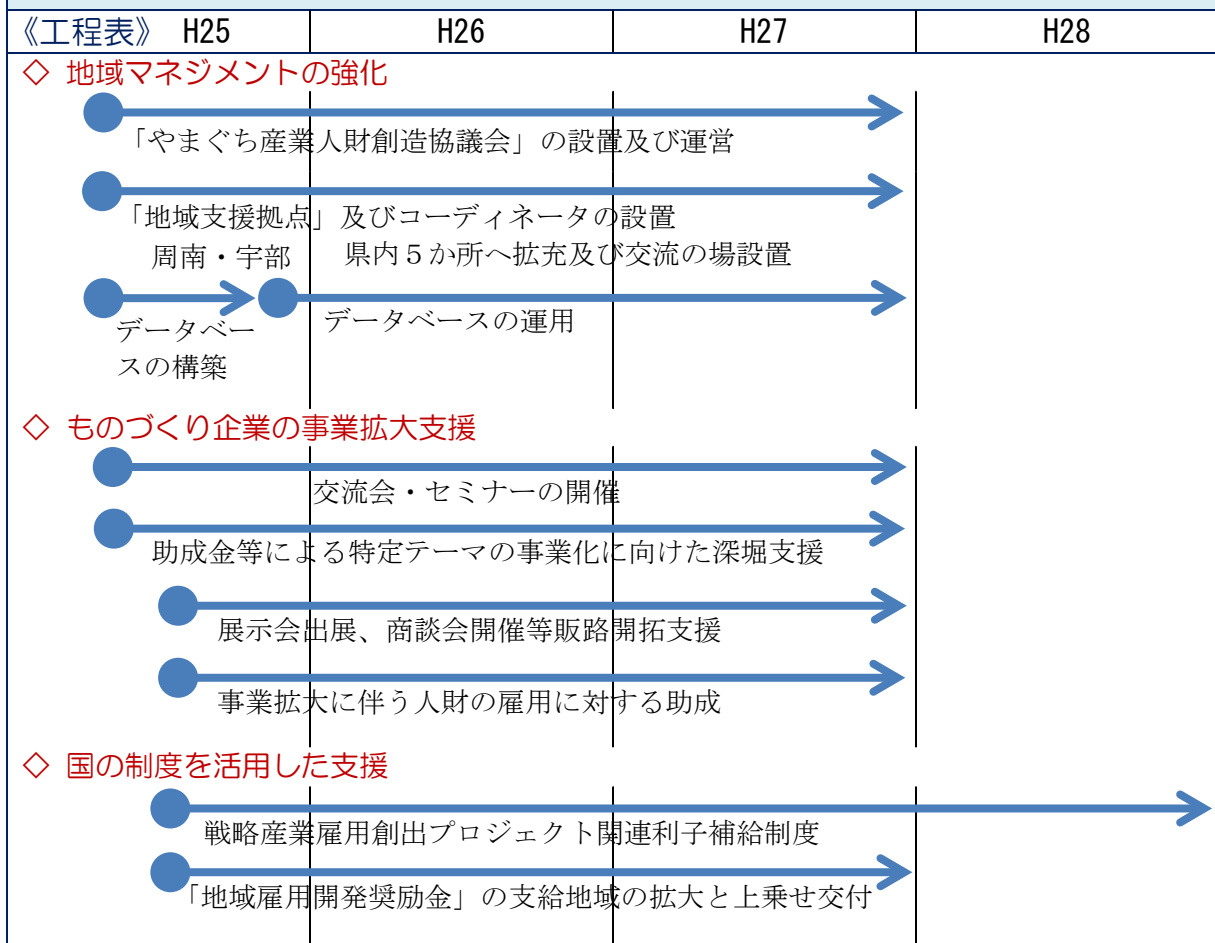 《工程表》 H25 H26 H27 H28
◇ 地域マネジメントの強化
「やまぐち産業人財創造協議会」の設置及び運営
「地域支援拠点」及びコーディネータの設置
周南・宇部 県内５か所へ拡充及び交流の場設置
データベー
スの構築
データベースの運用
◇ ものづくり企業の事業拡大支援
交流会・セミナーの開催
助成金等による特定テーマの事業化に向けた深堀支援
展示会出展、商談会開催等販路開拓支援
事業拡大に伴う人財の雇用に対する助成
◇ 国の制度を活用した支援
戦略産業雇用創出プロジェクト関連利子補給制度
「地域雇用開発奨励金」の支給地域の拡大と上乗せ交付